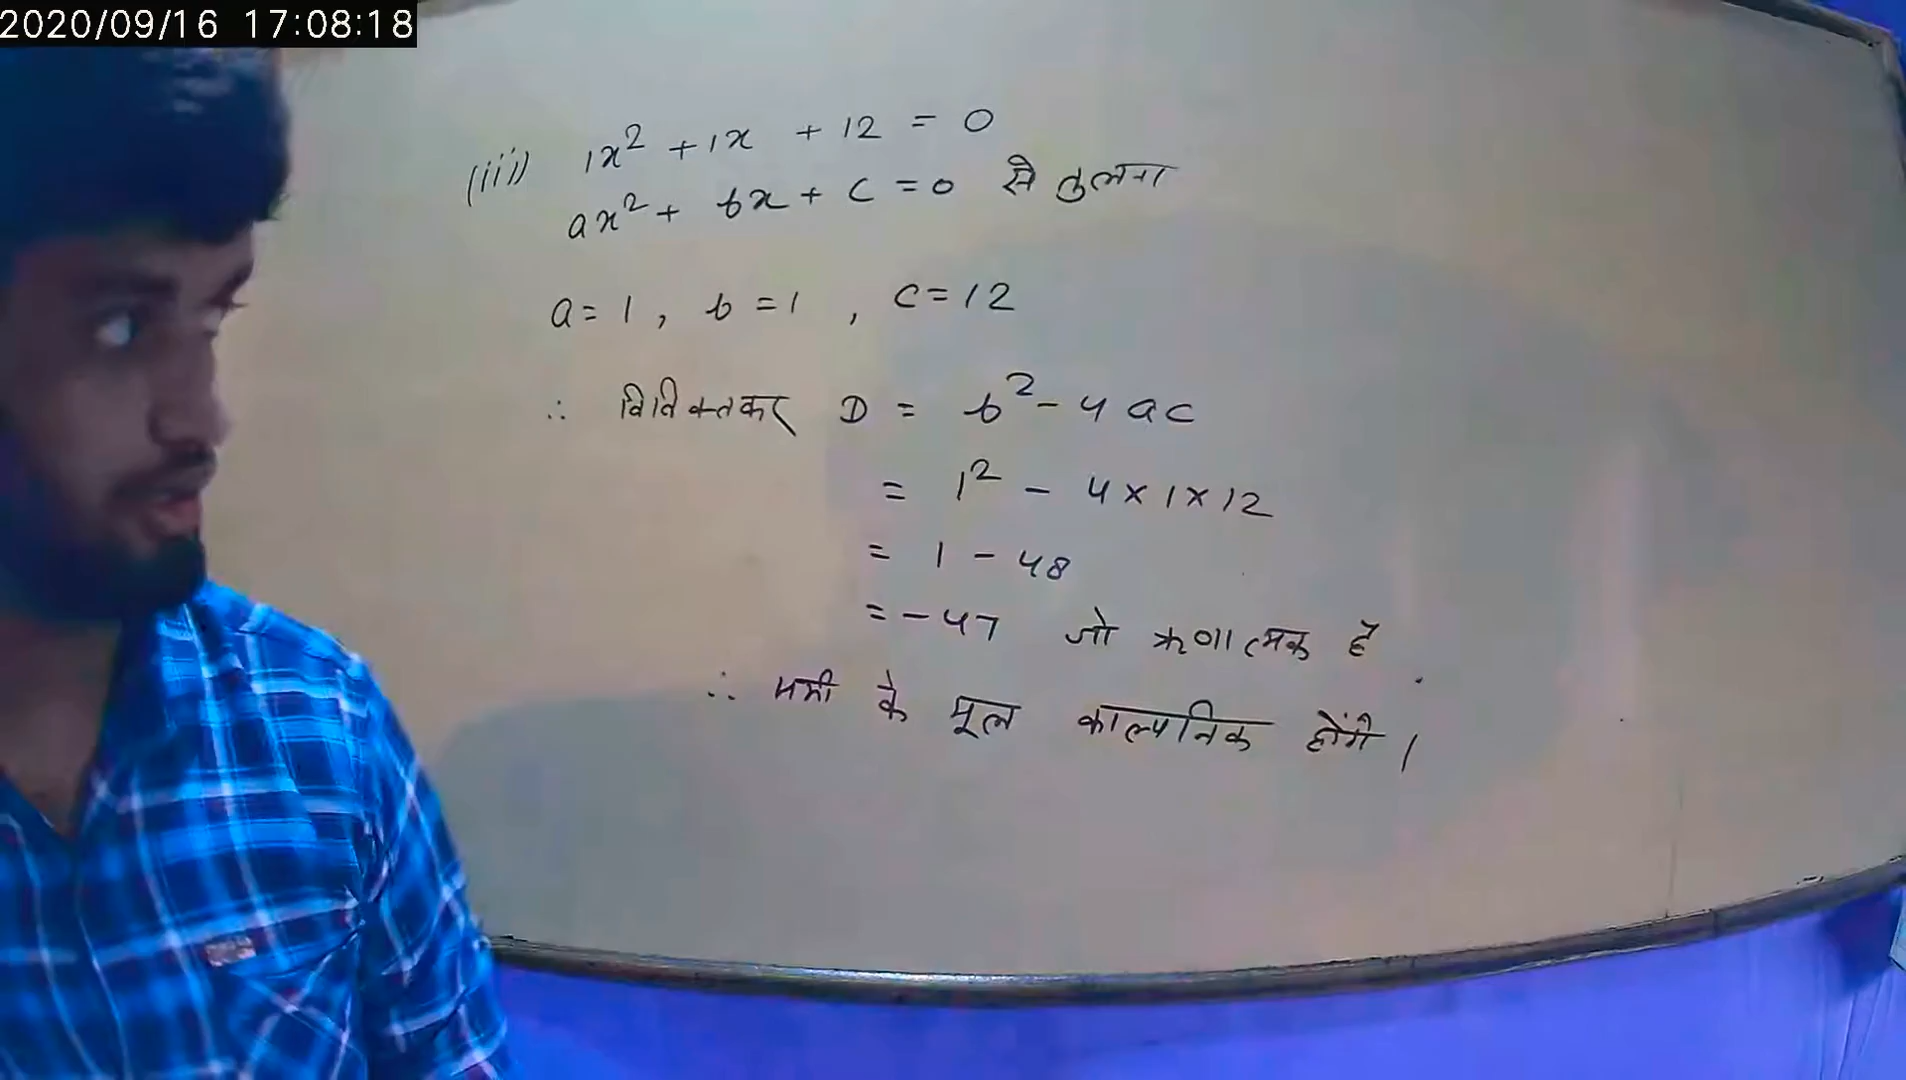 2020/09/16 17:08:18
(iii) 1x² + 1x + 12 = 0
ax² + bx + c = 0 से तुलना
a = 1, b = 1, c = 12
∴ विविक्तकर D = b² - 4ac
= 1² - 4 × 1 × 12
= 1 - 48
= - 47 जो ऋणात्मक है
∴ समी के मूल काल्पनिक होंगे।